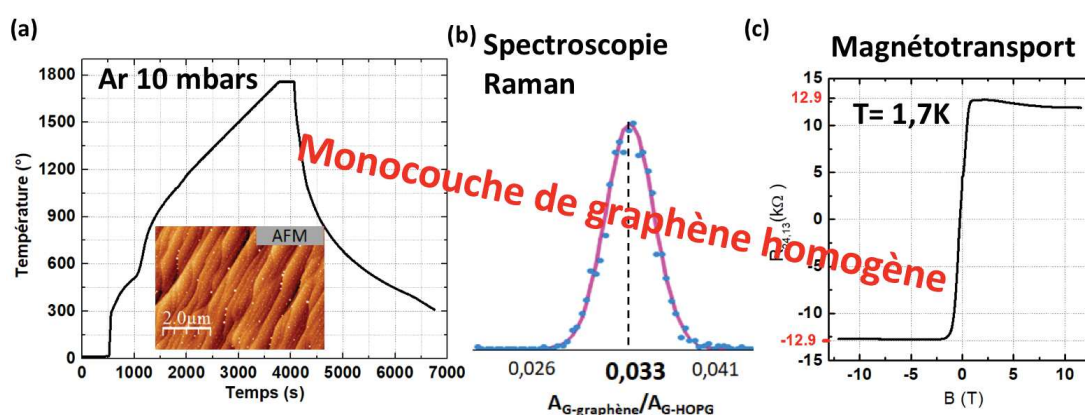 (a)
Ar 10 mbars
Température (°)
1800
1500
1200
900
600
300
0
AFM
2.0µm
0 1000 2000 3000 4000 5000 6000 7000
Temps (s)
(b) Spectroscopie
Raman
0,026 0,033 0,041
A G-graphène/A G-HOPG
(c) Magnétotransport
T= 1,7K
15
12.9
10
5
0
-5
-10
-12.9
-15
(kΩ)
-10 -5 0 5 10
B (T)
Monocouche de graphène homogène